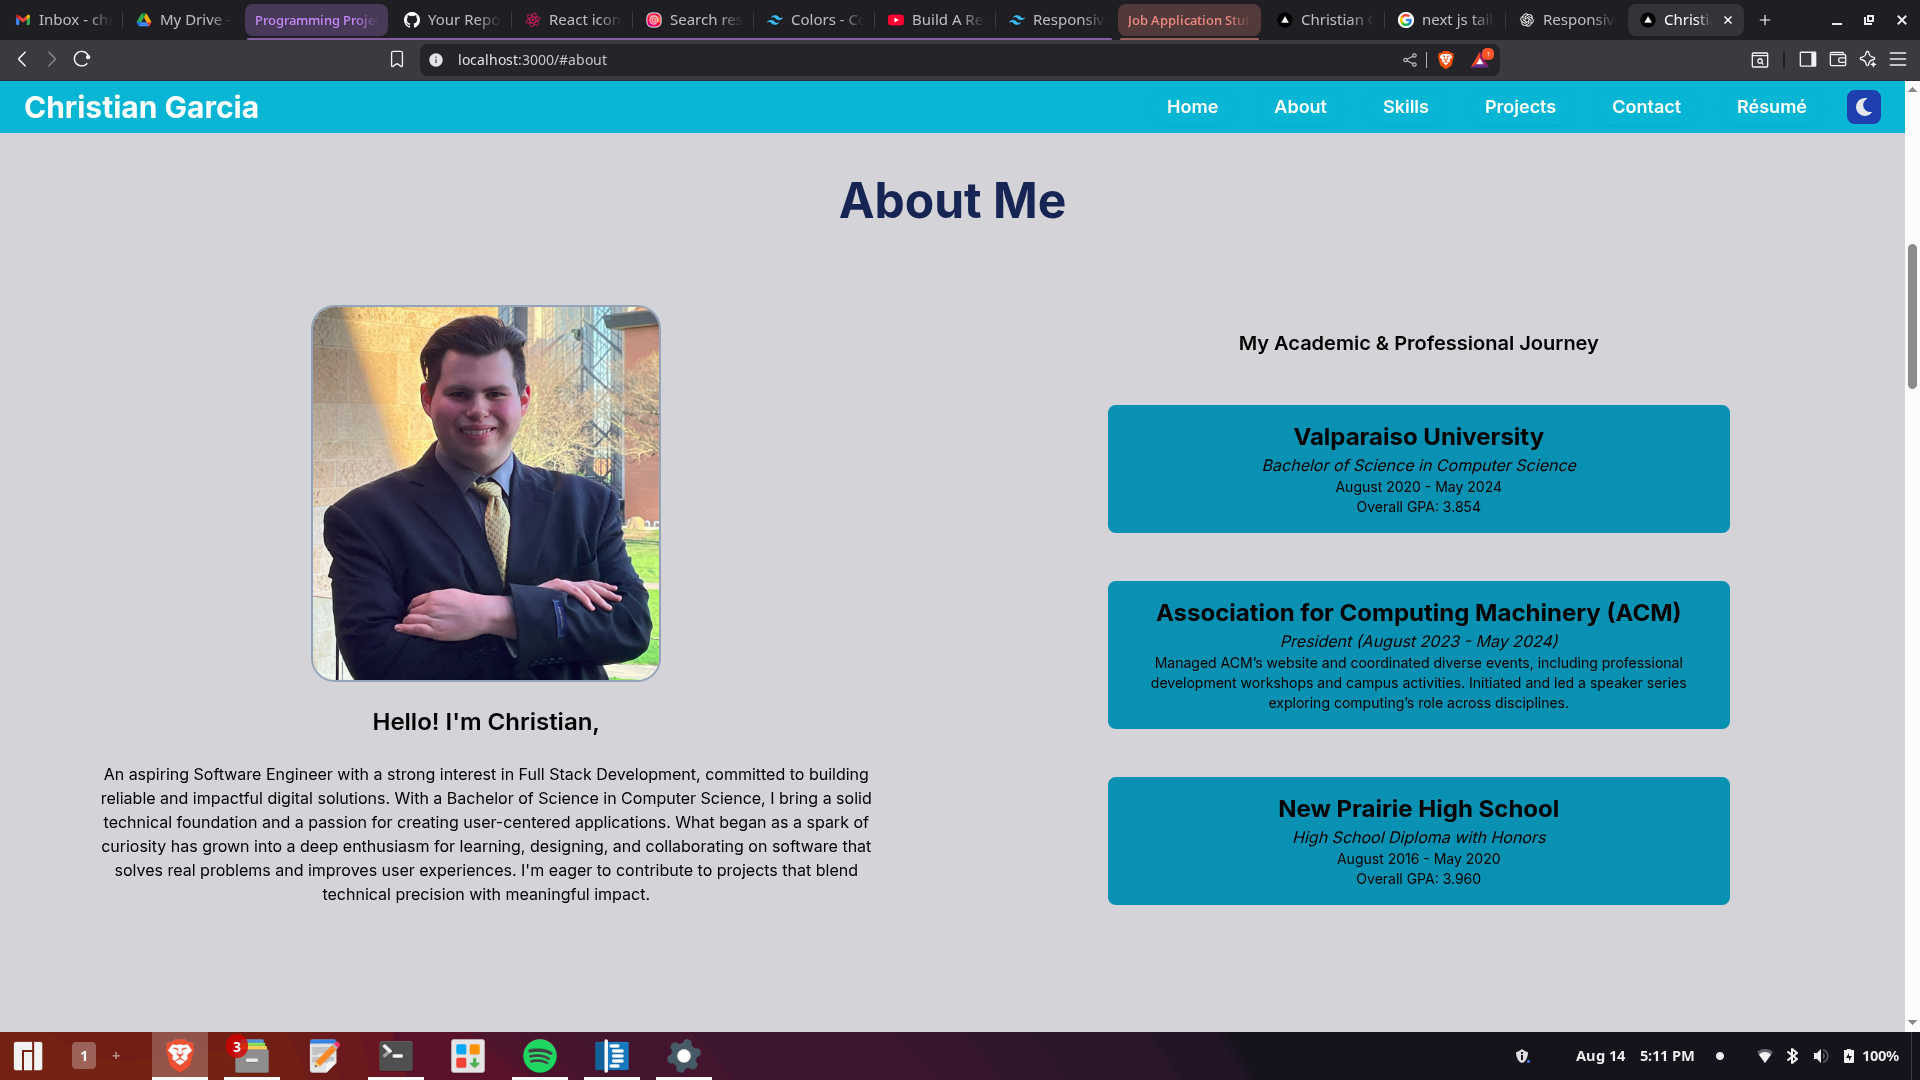 Inbox - ch
My Drive -
Programming Proje
Your Repo
React icon
Search res
Colors - Co
Build A Re
Responsiv
Job Application Stuf
Christian G
next js tail
Responsiv
Christi
localhost:3000/#about
1
Christian Garcia
Home
About
Skills
Projects
Contact
Résumé
About Me
Hello! I'm Christian,
An aspiring Software Engineer with a strong interest in Full Stack Development, committed to building
reliable and impactful digital solutions. With a Bachelor of Science in Computer Science, I bring a solid
technical foundation and a passion for creating user-centered applications. What began as a spark of
curiosity has grown into a deep enthusiasm for learning, designing, and collaborating on software that
solves real problems and improves user experiences. I'm eager to contribute to projects that blend
technical precision with meaningful impact.
My Academic & Professional Journey
Valparaiso University
Bachelor of Science in Computer Science
August 2020 - May 2024
Overall GPA: 3.854
Association for Computing Machinery (ACM)
President (August 2023 - May 2024)
Managed ACM’s website and coordinated diverse events, including professional
development workshops and campus activities. Initiated and led a speaker series
exploring computing’s role across disciplines.
New Prairie High School
High School Diploma with Honors
August 2016 - May 2020
Overall GPA: 3.960
1
3
Aug 14
5:11 PM
100%